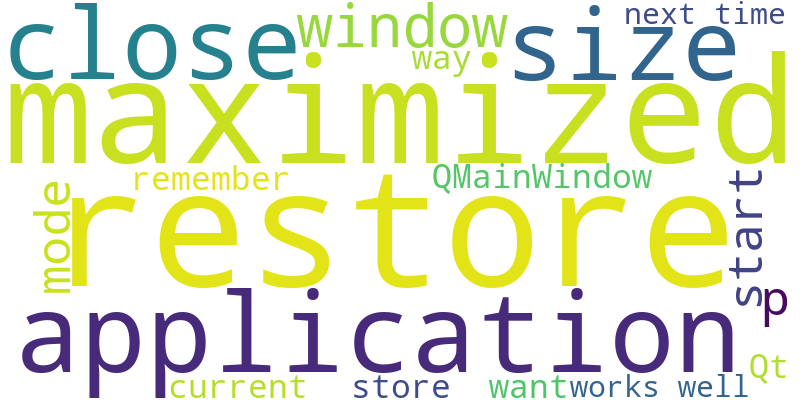 close
window
size
next time
way
maximized
remember
QMainWindow
mode
restore
start
p
application
Qt
current
store
want
works well